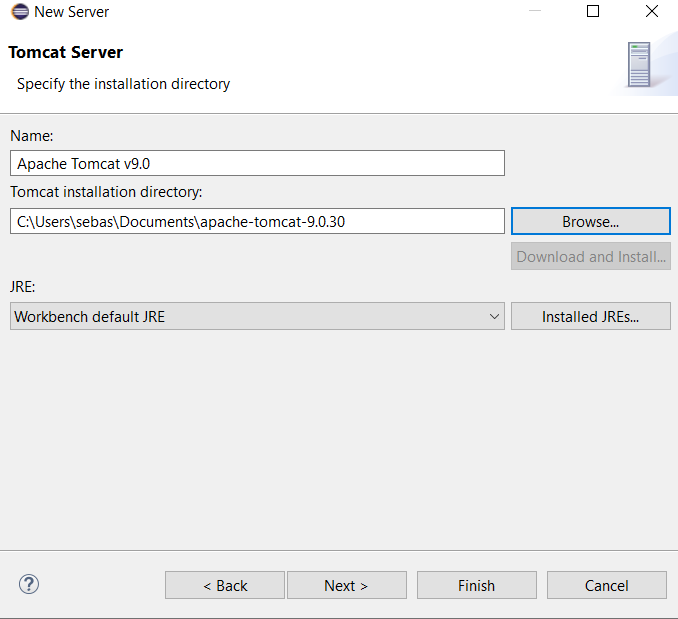 New Server
Tomcat Server
Specify the installation directory
Name:
Apache Tomcat v9.0
Tomcat installation directory:
C:\Users\sebas\Documents\apache-tomcat-9.0.30
Browse...
Download and Install...
JRE:
Workbench default JRE
Installed JREs...
?
< Back
Next >
Finish
Cancel